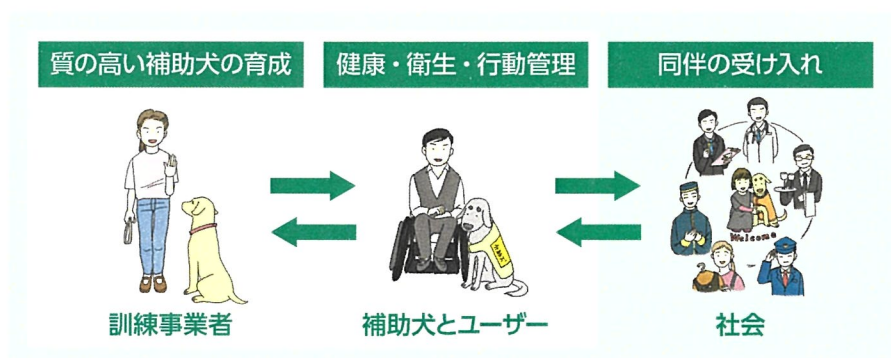 質の高い補助犬の育成
健康・衛生・行動管理
同伴の受け入れ
Welcome
訓練事業者
補助犬とユーザー
社会